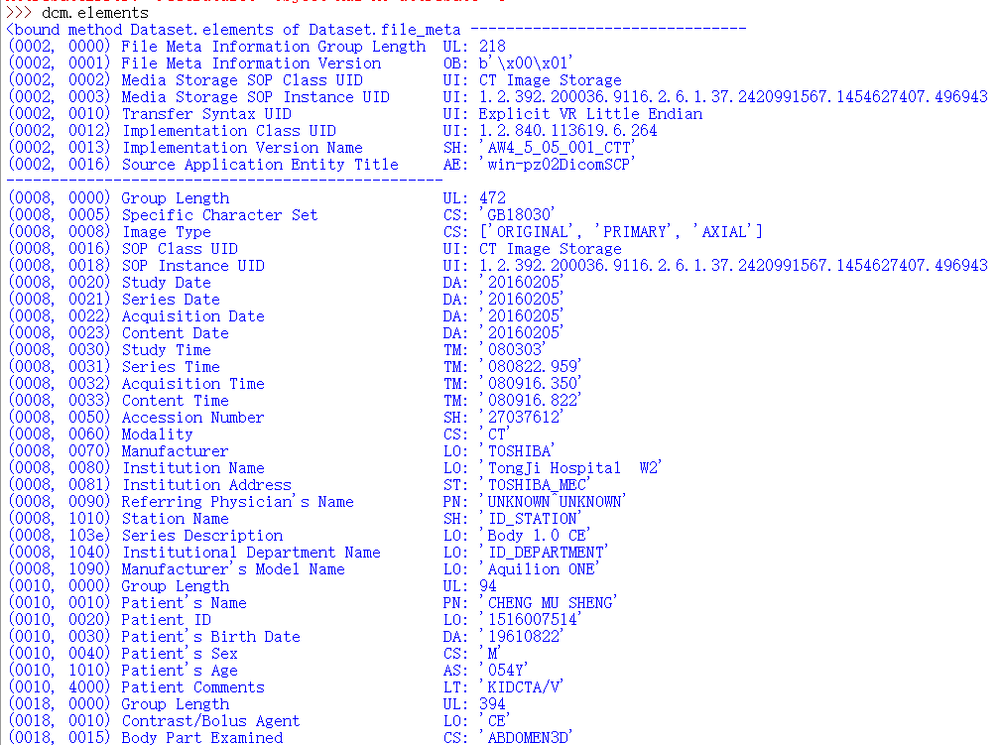 >>> dcm.elements
<bound method Dataset.elements of Dataset.file_meta -------------------------------
(0002, 0000) File Meta Information Group Length  UL: 218
(0002, 0001) File Meta Information Version       OB: b'\x00\x01'
(0002, 0002) Media Storage SOP Class UID         UI: CT Image Storage
(0002, 0003) Media Storage SOP Instance UID      UI: 1.2.392.200036.9116.2.6.1.37.2420991567.1454627407.496943
(0002, 0010) Transfer Syntax UID                 UI: Explicit VR Little Endian
(0002, 0012) Implementation Class UID            UI: 1.2.840.113619.6.264
(0002, 0013) Implementation Version Name         SH: 'AW4_5_05_001_CTT'
(0002, 0016) Source Application Entity Title     AE: 'win-pz02DicomSCP'
-------------------------------------------------
(0008, 0000) Group Length                        UL: 472
(0008, 0005) Specific Character Set              CS: 'GB18030'
(0008, 0008) Image Type                          CS: ['ORIGINAL', 'PRIMARY', 'AXIAL']
(0008, 0016) SOP Class UID                       UI: CT Image Storage
(0008, 0018) SOP Instance UID                    UI: 1.2.392.200036.9116.2.6.1.37.2420991567.1454627407.496943
(0008, 0020) Study Date                          DA: '20160205'
(0008, 0021) Series Date                         DA: '20160205'
(0008, 0022) Acquisition Date                    DA: '20160205'
(0008, 0023) Content Date                        DA: '20160205'
(0008, 0030) Study Time                          TM: '080303'
(0008, 0031) Series Time                         TM: '080822.959'
(0008, 0032) Acquisition Time                    TM: '080916.350'
(0008, 0033) Content Time                        TM: '080916.822'
(0008, 0050) Accession Number                    SH: '27037612'
(0008, 0060) Modality                            CS: 'CT'
(0008, 0070) Manufacturer                        LO: 'TOSHIBA'
(0008, 0080) Institution Name                    LO: 'TongJi Hospital  W2'
(0008, 0081) Institution Address                 ST: 'TOSHIBA_MEC'
(0008, 0090) Referring Physician's Name          PN: 'UNKNOWN^UNKNOWN'
(0008, 1010) Station Name                        SH: 'ID_STATION'
(0008, 103e) Series Description                  LO: 'Body 1.0 CE'
(0008, 1040) Institutional Department Name       LO: 'ID_DEPARTMENT'
(0008, 1090) Manufacturer's Model Name           LO: 'Aquilion ONE'
(0010, 0000) Group Length                        UL: 94
(0010, 0010) Patient's Name                      PN: 'CHENG MU SHENG'
(0010, 0020) Patient ID                          LO: '1516007514'
(0010, 0030) Patient's Birth Date                DA: '19610822'
(0010, 0040) Patient's Sex                       CS: 'M'
(0010, 1010) Patient's Age                       AS: '054Y'
(0010, 4000) Patient Comments                    LT: 'KIDCTA/V'
(0018, 0000) Group Length                        UL: 394
(0018, 0010) Contrast/Bolus Agent                LO: 'CE'
(0018, 0015) Body Part Examined                  CS: 'ABDOMEN3D'